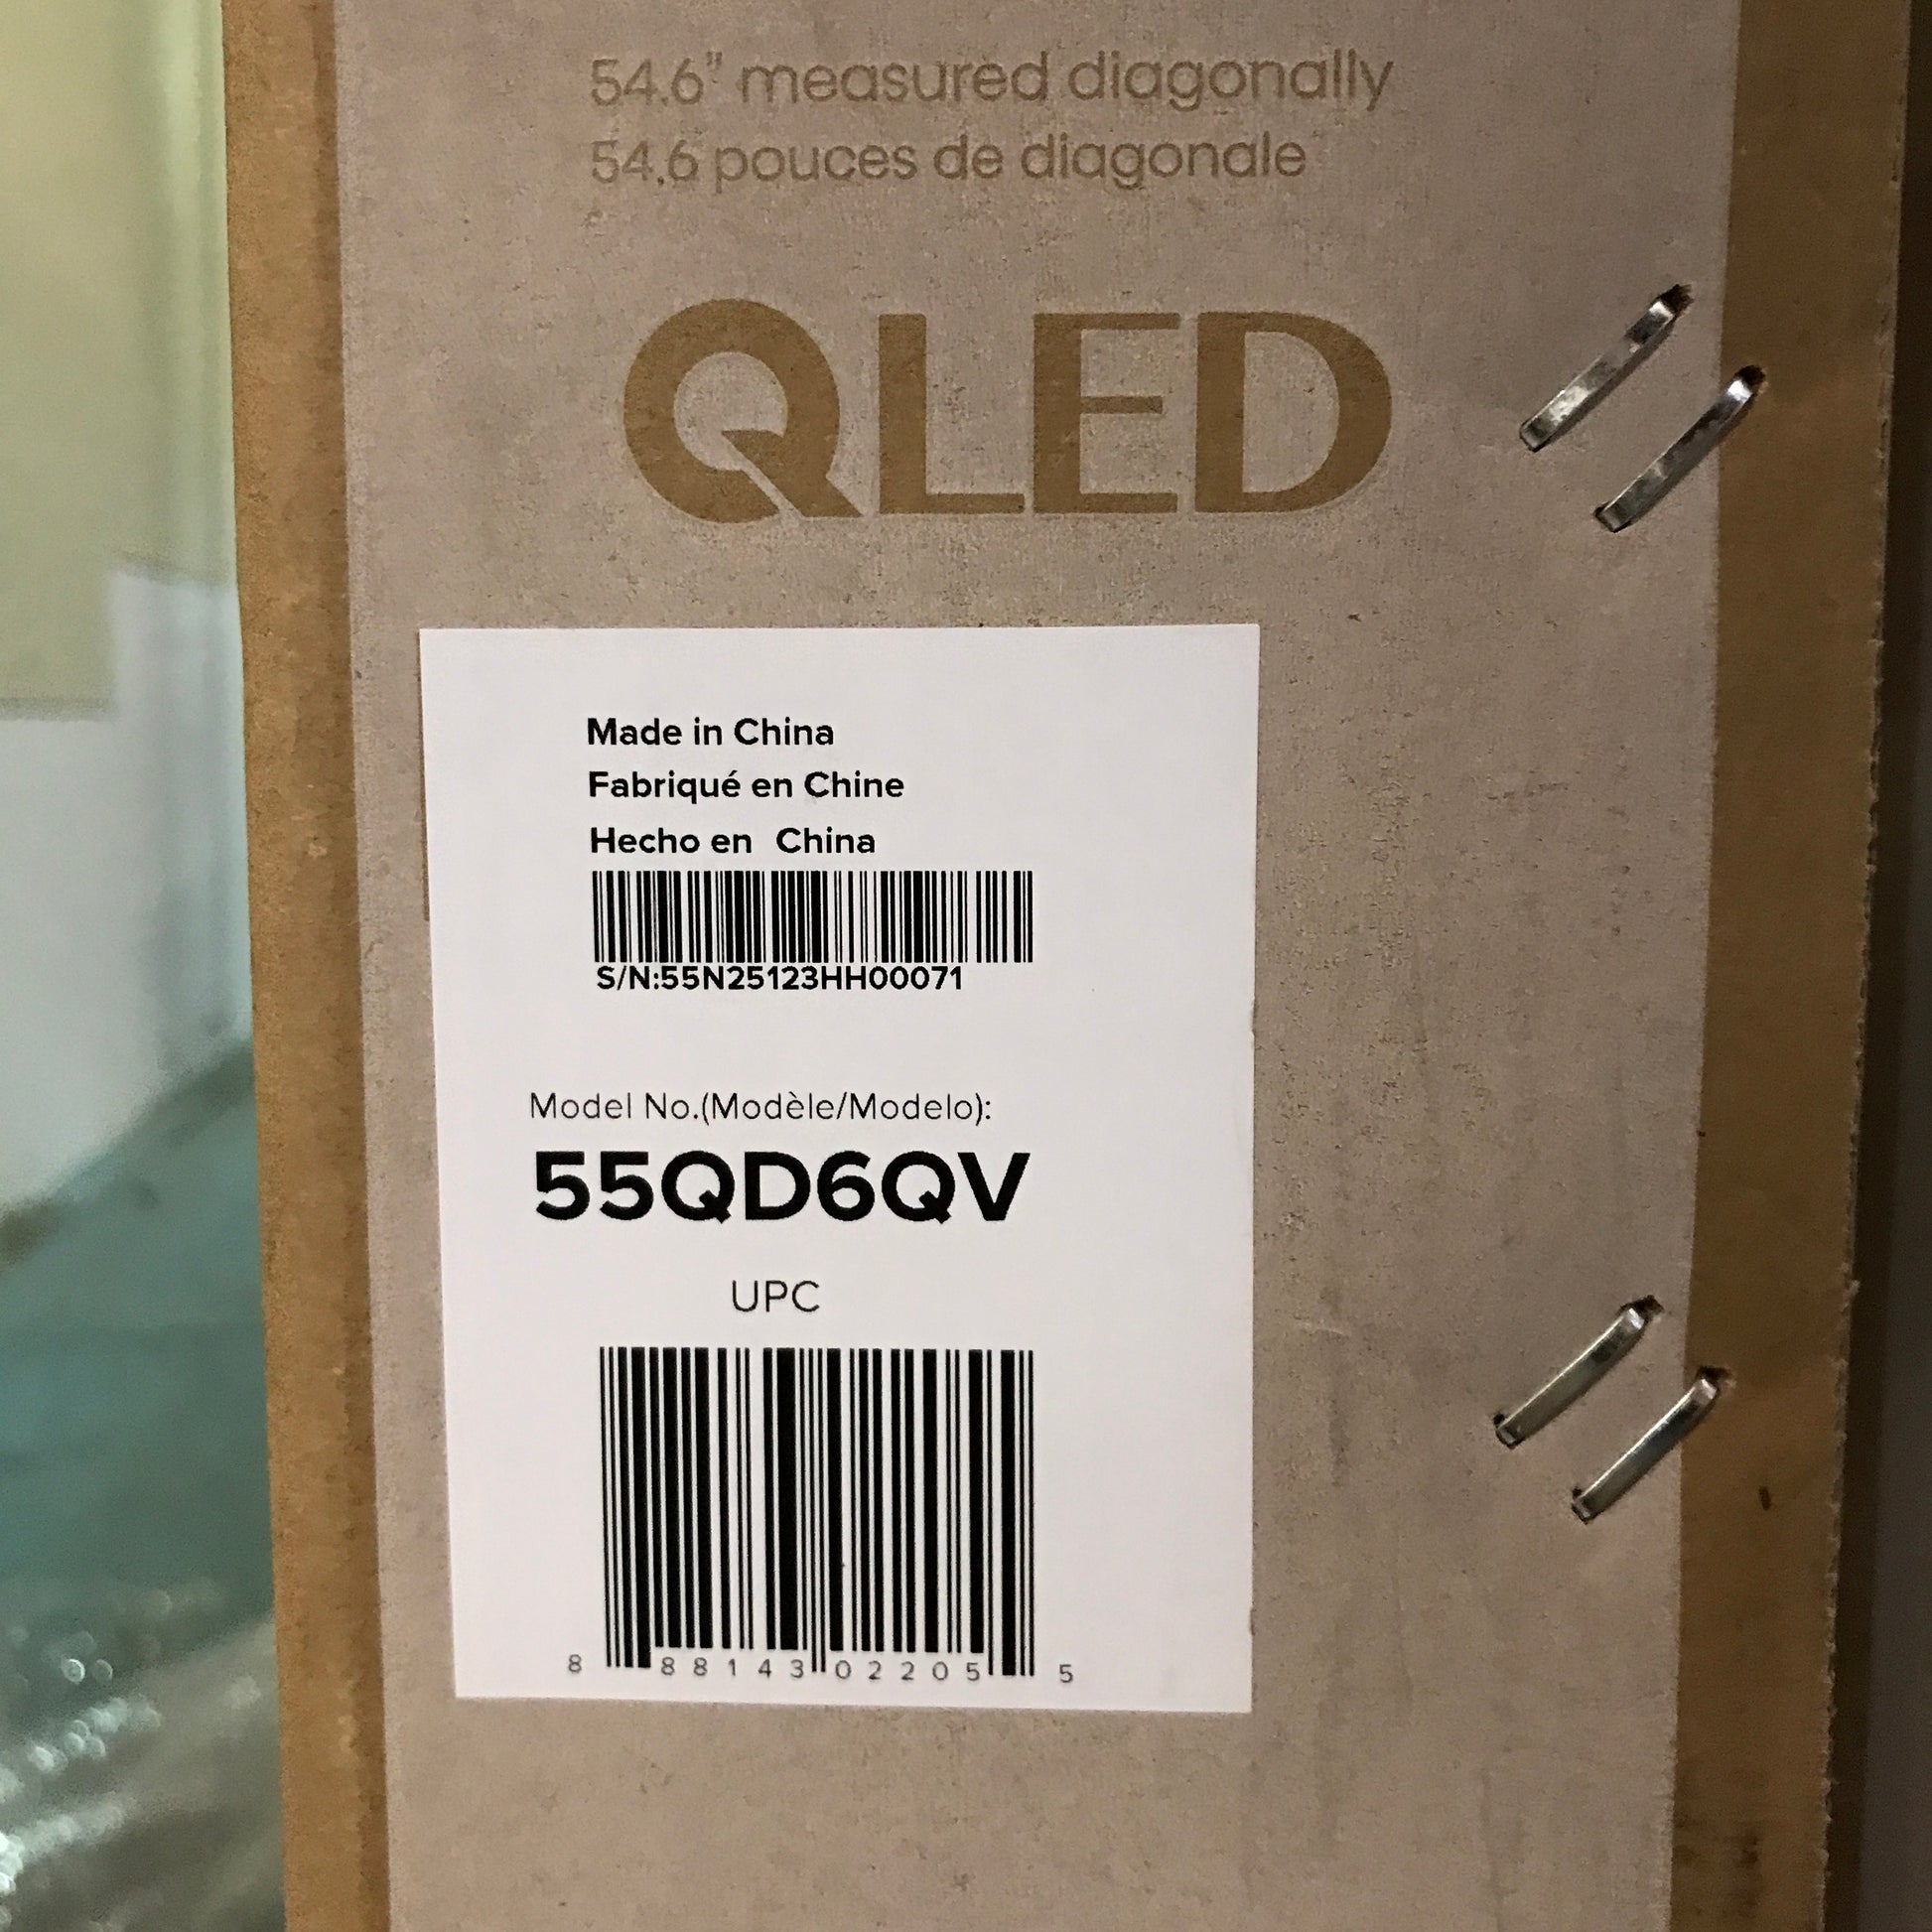 54.6" measured diagonally
54,6 pouces de diagonale
QLED
Made in China
Fabriqué en Chine
Hecho en China
S/N:55N25123HH00071
Model No.(Modèle/Modelo):
55QD6QV
UPC
8 88143 02205 5